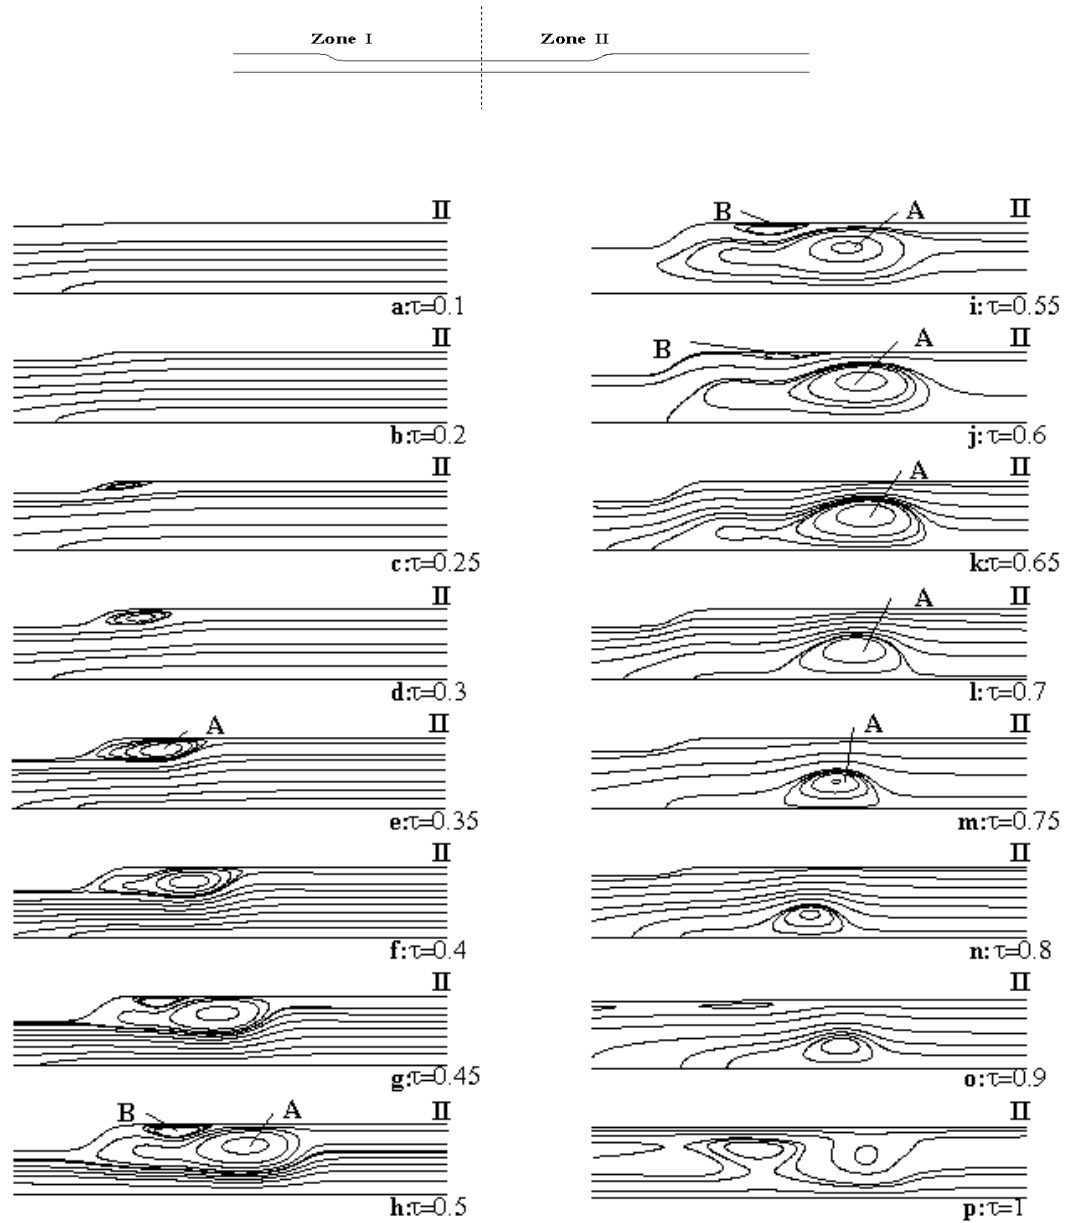 Zone I Zone II
II
a:τ=0.1
II
b:τ=0.2
II
c:τ=0.25
II
d:τ=0.3
A II
e:τ=0.35
II
f:τ=0.4
II
g:τ=0.45
B A II
h:τ=0.5
B A II
i:τ=0.55
B A II
j:τ=0.6
A II
k:τ=0.65
A II
l:τ=0.7
A II
m:τ=0.75
II
n:τ=0.8
II
o:τ=0.9
II
p:τ=1